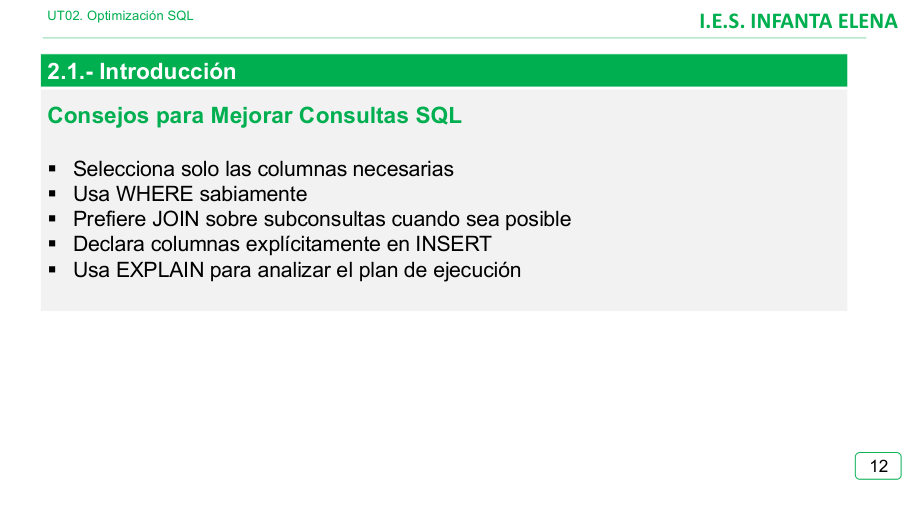 UT02. Optimización SQL
I.E.S. INFANTA ELENA
2.1.- Introducción
Consejos para Mejorar Consultas SQL
▪ Selecciona solo las columnas necesarias
▪ Usa WHERE sabiamente
▪ Prefiere JOIN sobre subconsultas cuando sea posible
▪ Declara columnas explícitamente en INSERT
▪ Usa EXPLAIN para analizar el plan de ejecución
12